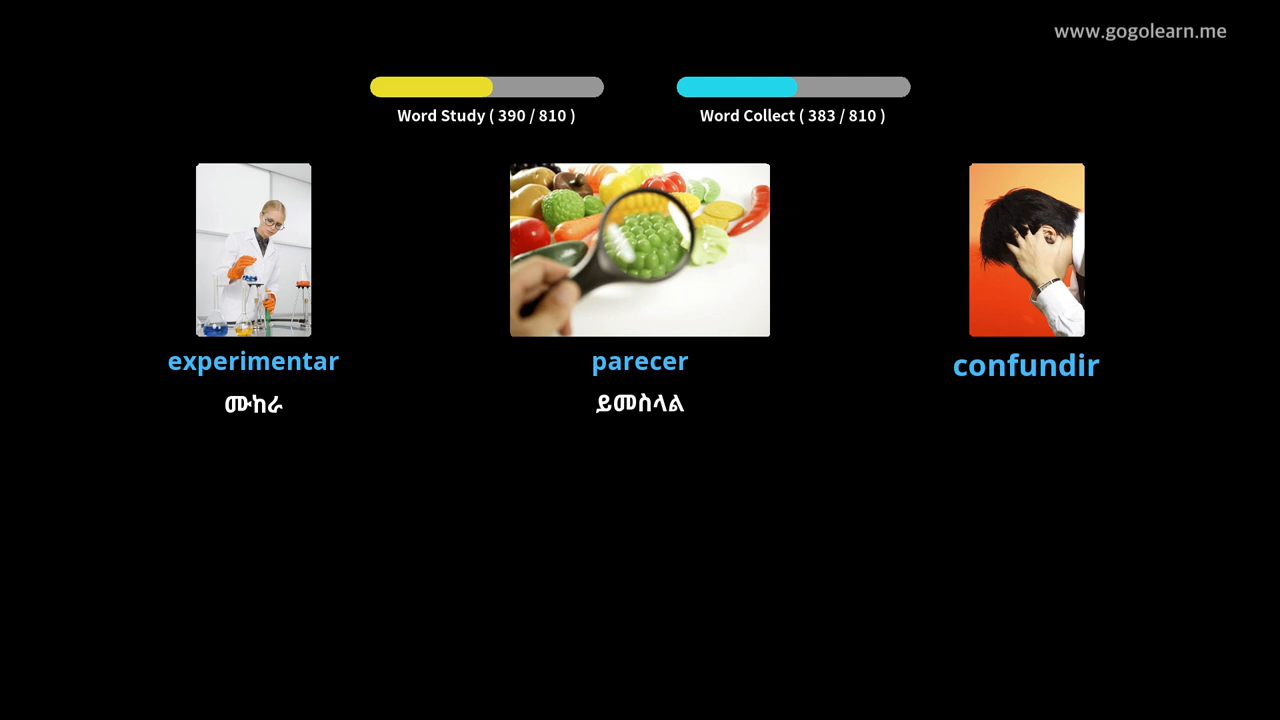 www.gogolearn.me
Word Study ( 390 / 810 )
Word Collect ( 383 / 810 )
experimentar
ሙከራ
parecer
ይመስላል
confundir